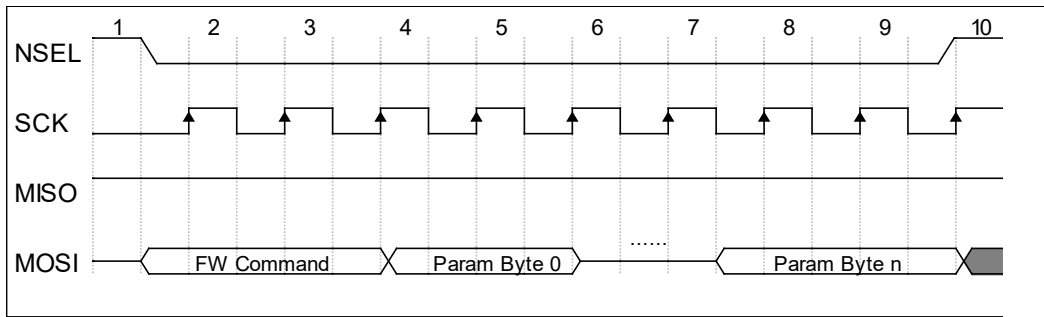 1 2 3 4 5 6 7 8 9 10
NSEL
SCK
MISO
MOSI FW Command Param Byte 0 ...... Param Byte n